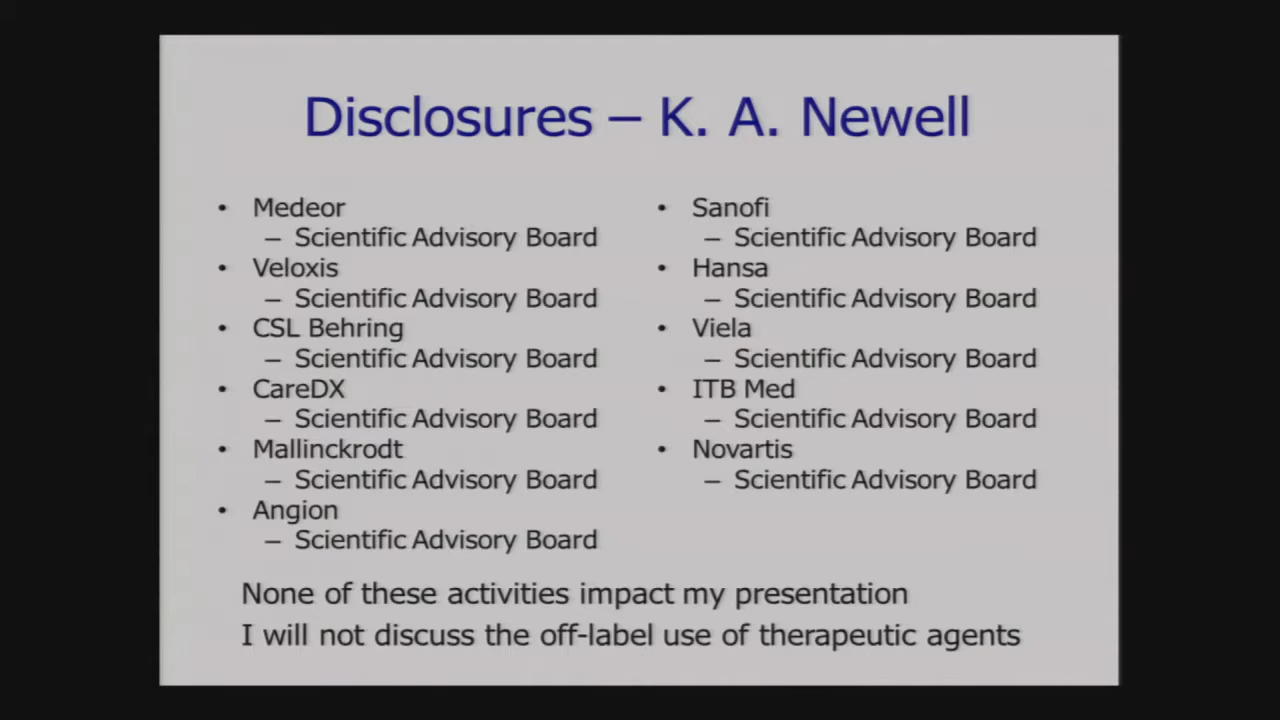 Disclosures – K. A. Newell
• Medeor
– Scientific Advisory Board
• Veloxis
– Scientific Advisory Board
• CSL Behring
– Scientific Advisory Board
• CareDX
– Scientific Advisory Board
• Mallinckrodt
– Scientific Advisory Board
• Angion
– Scientific Advisory Board
• Sanofi
– Scientific Advisory Board
• Hansa
– Scientific Advisory Board
• Viela
– Scientific Advisory Board
• ITB Med
– Scientific Advisory Board
• Novartis
– Scientific Advisory Board
None of these activities impact my presentation
I will not discuss the off-label use of therapeutic agents